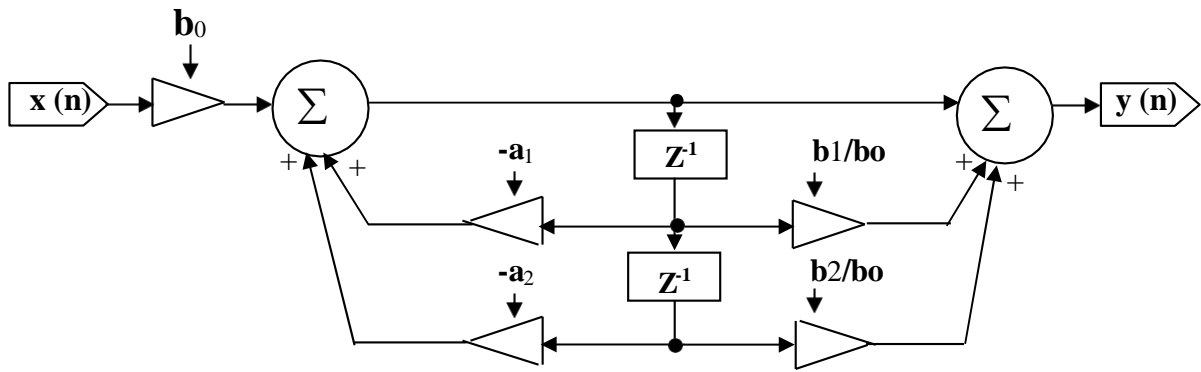 b₀
x (n)
Σ
Σ
y (n)
+
+
-a₁
Z⁻¹
b1/bo
+
+
-a₂
Z⁻¹
b2/bo